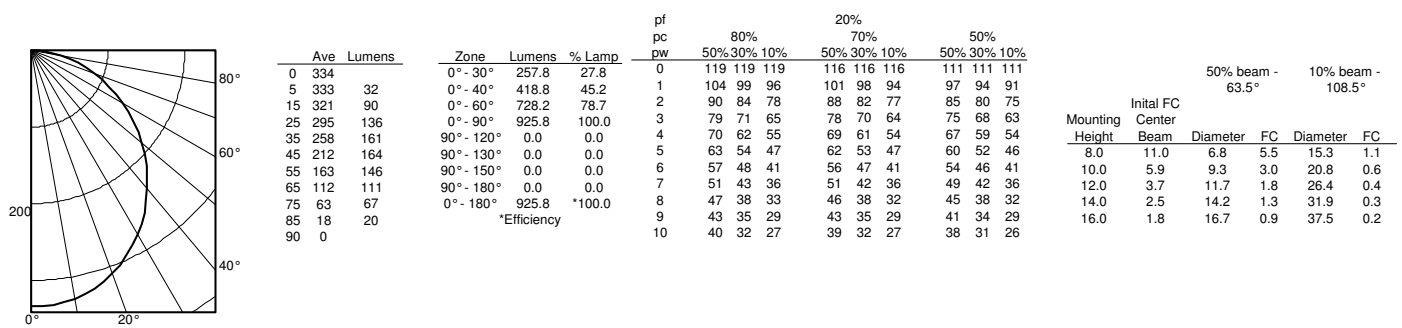 80°
60°
200
40°
0° 20°
Ave Lumens
0 334
5 333 32
15 321 90
25 295 136
35 258 161
45 212 164
55 163 146
65 112 111
75 63 67
85 18 20
90 0
Zone Lumens % Lamp
0°- 30° 257.8 27.8
0°- 40° 418.8 45.2
0°- 60° 728.2 78.7
0°- 90° 925.8 100.0
90°- 120° 0.0 0.0
90°- 130° 0.0 0.0
90°- 150° 0.0 0.0
90°- 180° 0.0 0.0
0°- 180° 925.8 *100.0
*Efficiency
pf 20%
pc 80% 70% 50%
pw 50% 30% 10% 50% 30% 10% 50% 30% 10%
0 119 119 119 116 116 116 111 111 111
1 104 99 96 101 98 94 97 94 91
2 90 84 78 88 82 77 85 80 75
3 79 71 65 78 70 64 75 68 63
4 70 62 55 69 61 54 67 59 54
5 63 54 47 62 53 47 60 52 46
6 57 48 41 56 47 41 54 46 41
7 51 43 36 51 42 36 49 42 36
8 47 38 33 46 38 32 45 38 32
9 43 35 29 43 35 29 41 34 29
10 40 32 27 39 32 27 38 31 26
50% beam - 10% beam -
63.5° 108.5°
Inital FC
Mounting Center
Height Beam Diameter FC Diameter FC
8.0 11.0 6.8 5.5 15.3 1.1
10.0 5.9 9.3 3.0 20.8 0.6
12.0 3.7 11.7 1.8 26.4 0.4
14.0 2.5 14.2 1.3 31.9 0.3
16.0 1.8 16.7 0.9 37.5 0.2